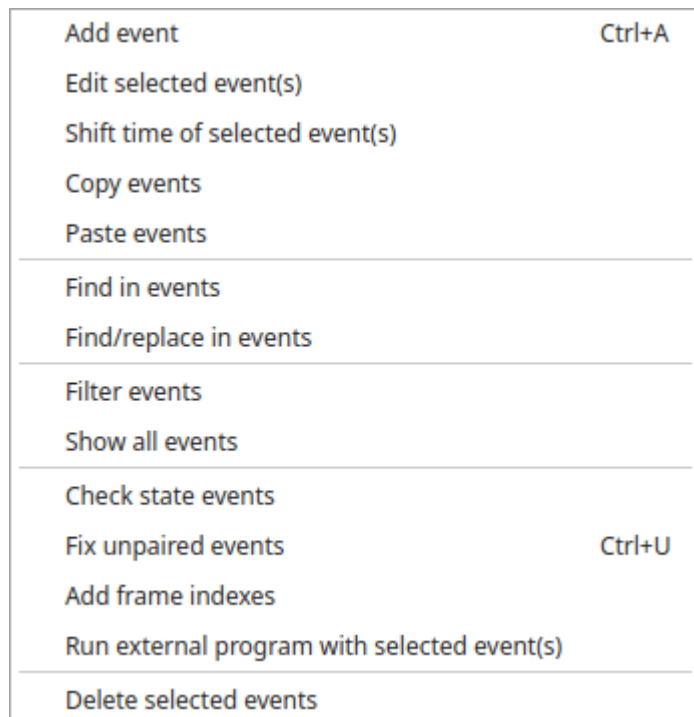 Add event Ctrl+A
Edit selected event(s)
Shift time of selected event(s)
Copy events
Paste events
Find in events
Find/replace in events
Filter events
Show all events
Check state events
Fix unpaired events Ctrl+U
Add frame indexes
Run external program with selected event(s)
Delete selected events